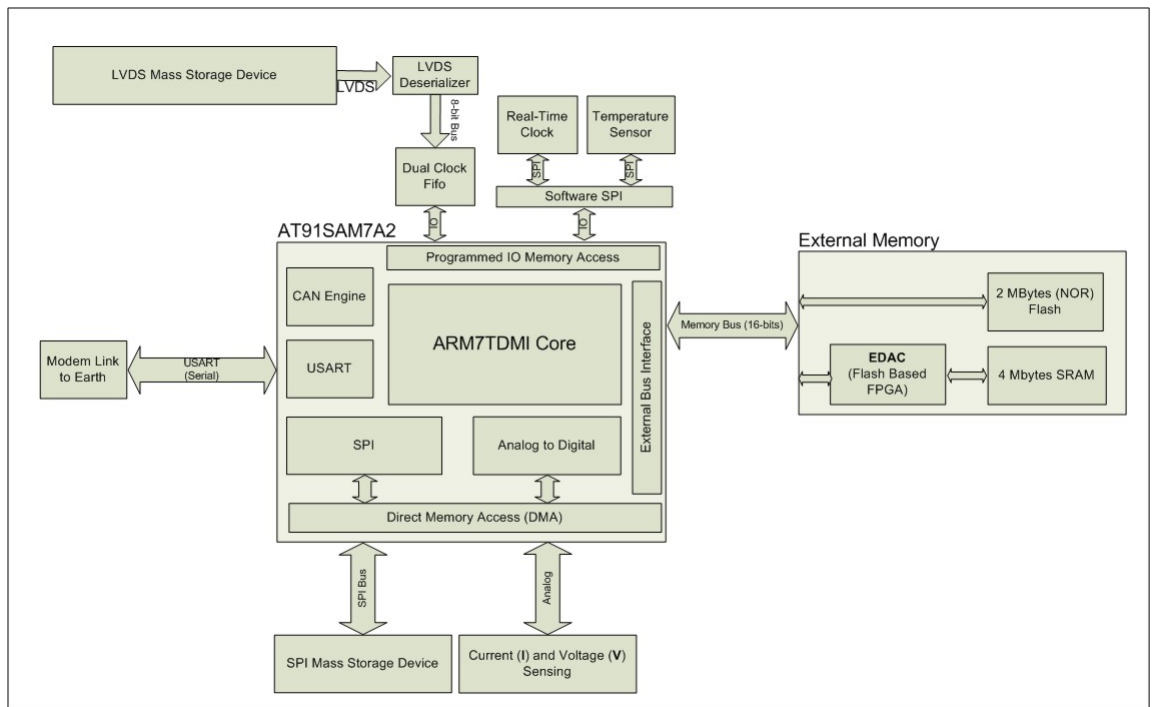 LVDS Mass Storage Device
LVDS
LVDS
Deserializer
8-bit Bus
Real-Time
Clock
Temperature
Sensor
Dual Clock
Fifo
SPI
SPI
Software SPI
IO
IO
AT91SAM7A2
Programmed IO Memory Access
CAN Engine
ARM7TDMI Core
USART
SPI
Analog to Digital
External Bus Interface
Direct Memory Access (DMA)
Modem Link
to Earth
USART
(Serial)
Memory Bus (16-bits)
External Memory
2 MBytes (NOR)
Flash
EDAC
(Flash Based
FPGA)
4 Mbytes SRAM
SPI Bus
Analog
SPI Mass Storage Device
Current (I) and Voltage (V)
Sensing